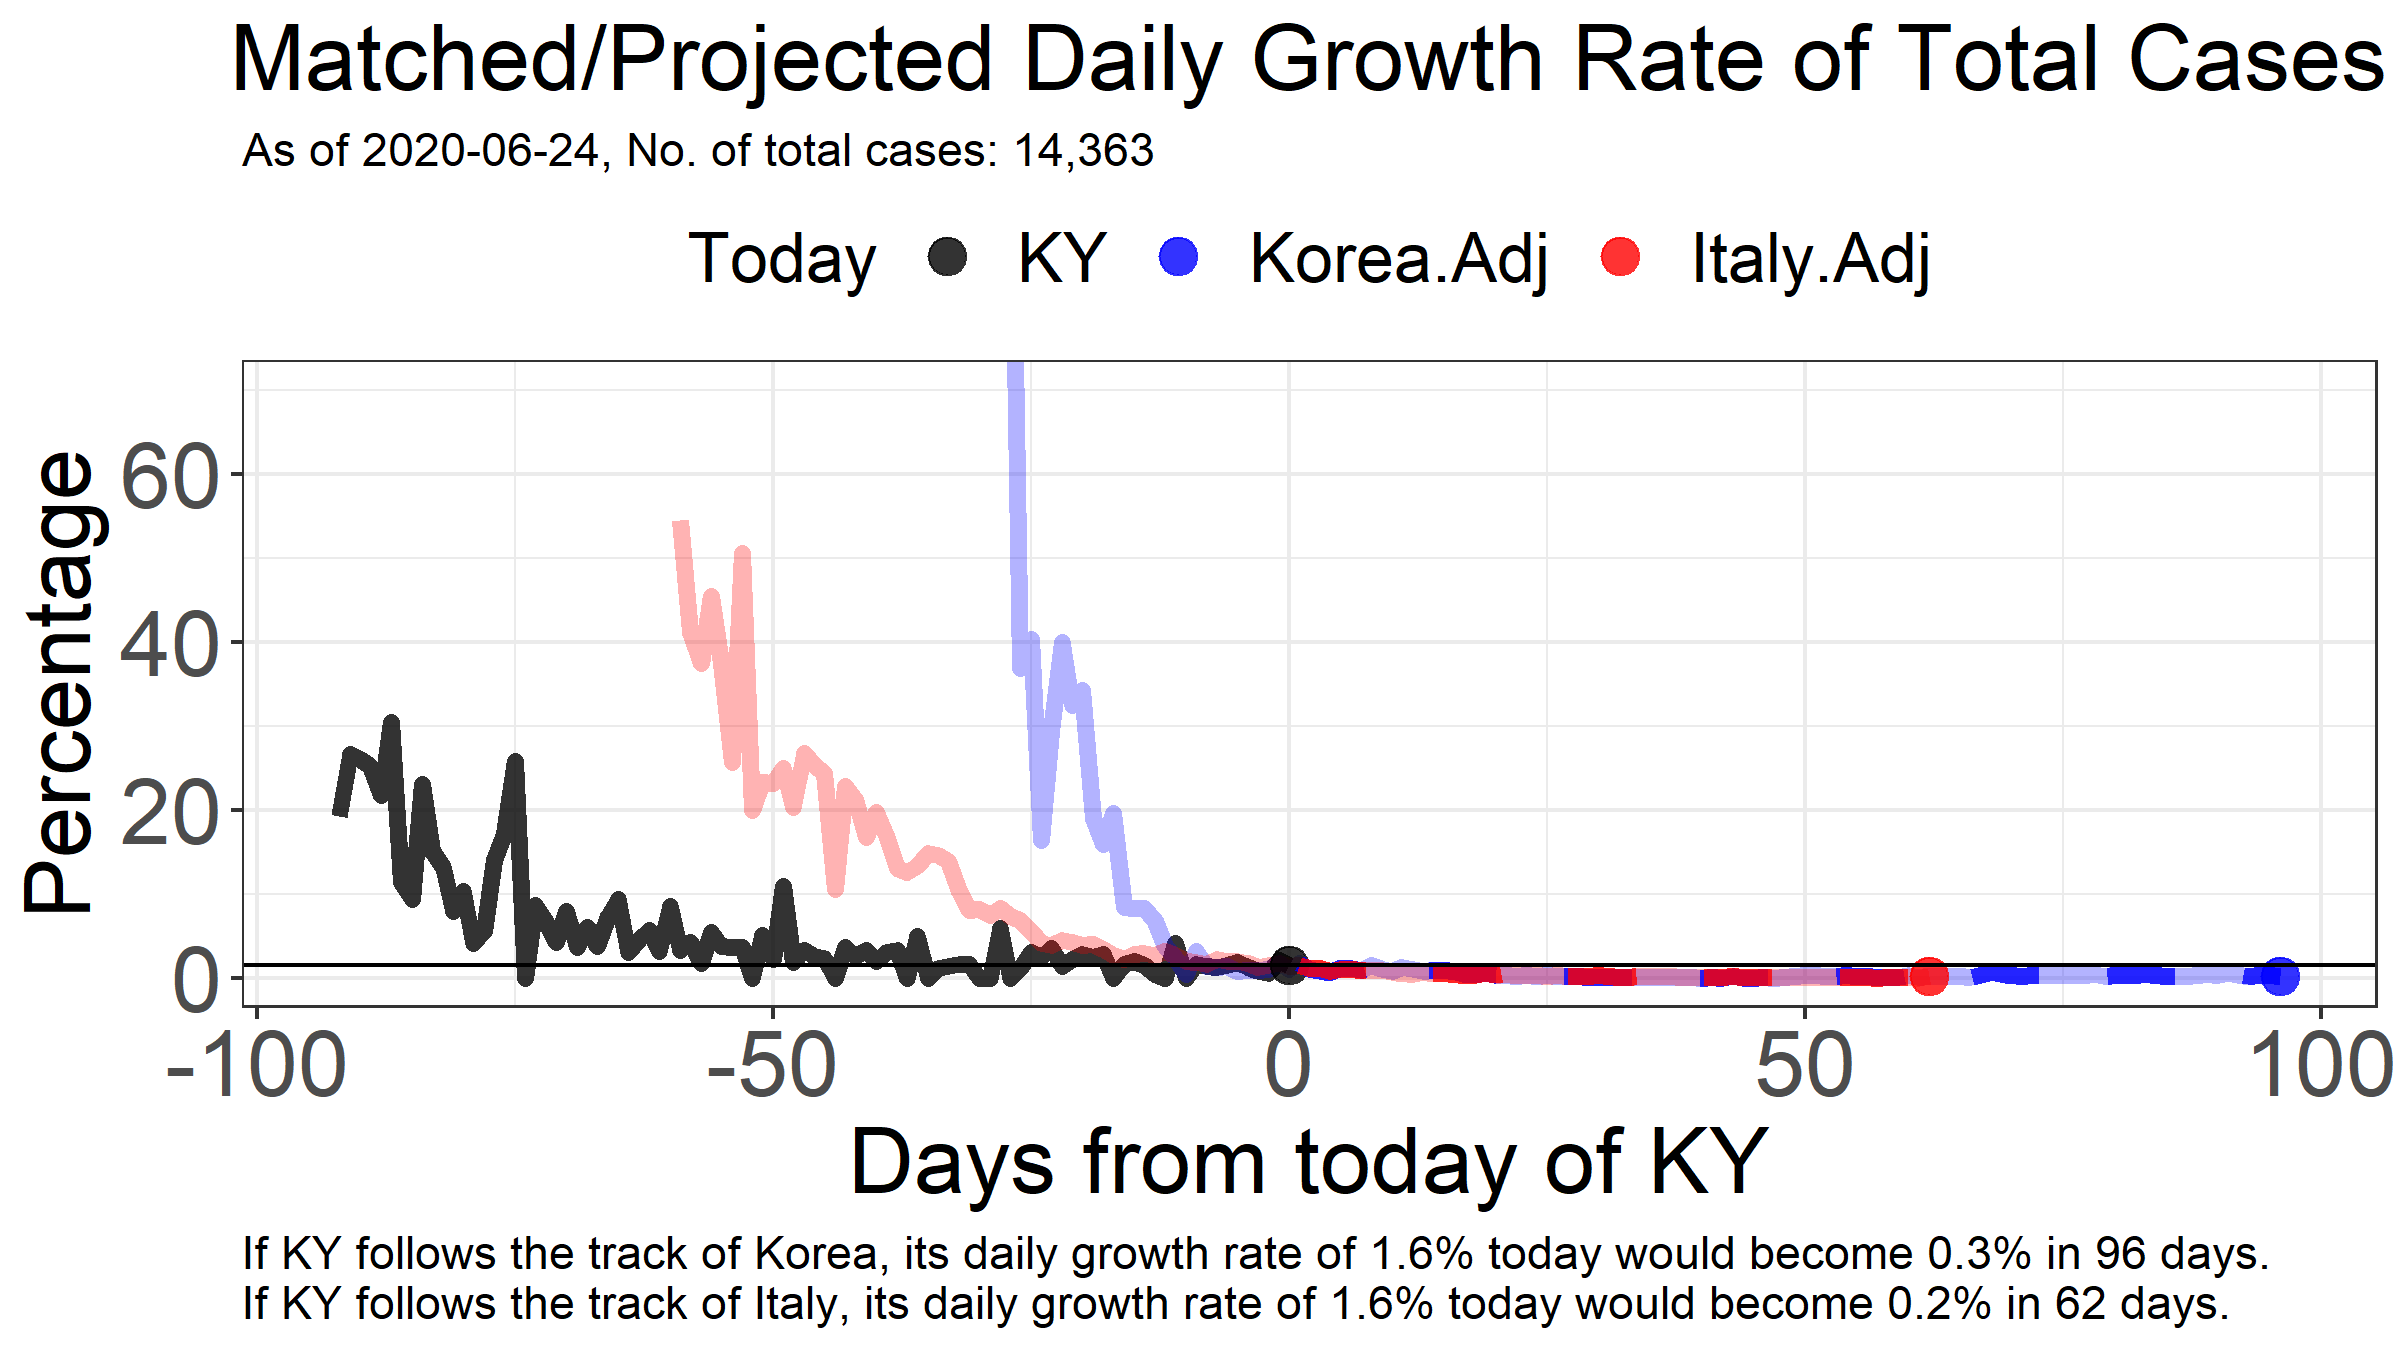 Matched/Projected Daily Growth Rate of Total Cases
As of 2020-06-24, No. of total cases: 14,363
Today KY Korea.Adj Italy.Adj
Percentage
60
40
20
0
-100 -50 0 50 100
Days from today of KY
If KY follows the track of Korea, its daily growth rate of 1.6% today would become 0.3% in 96 days.
If KY follows the track of Italy, its daily growth rate of 1.6% today would become 0.2% in 62 days.